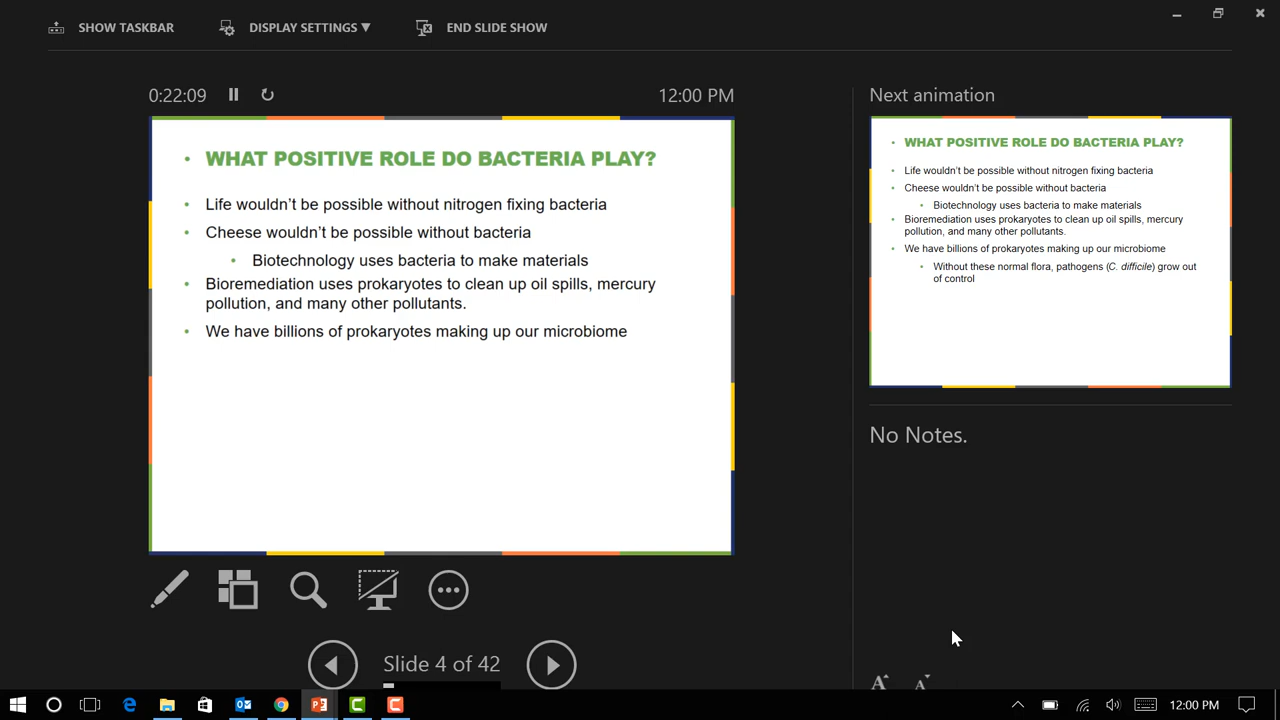 SHOW TASKBAR
DISPLAY SETTINGS ▼
END SLIDE SHOW
0:22:09
12:00 PM
• WHAT POSITIVE ROLE DO BACTERIA PLAY?
• Life wouldn’t be possible without nitrogen fixing bacteria
• Cheese wouldn’t be possible without bacteria
• Biotechnology uses bacteria to make materials
• Bioremediation uses prokaryotes to clean up oil spills, mercury
pollution, and many other pollutants.
• We have billions of prokaryotes making up our microbiome
Slide 4 of 42
Next animation
• WHAT POSITIVE ROLE DO BACTERIA PLAY?
• Life wouldn’t be possible without nitrogen fixing bacteria
• Cheese wouldn’t be possible without bacteria
• Biotechnology uses bacteria to make materials
• Bioremediation uses prokaryotes to clean up oil spills, mercury
pollution, and many other pollutants.
• We have billions of prokaryotes making up our microbiome
• Without these normal flora, pathogens (C. difficile) grow out
of control
No Notes.
A A
12:00 PM